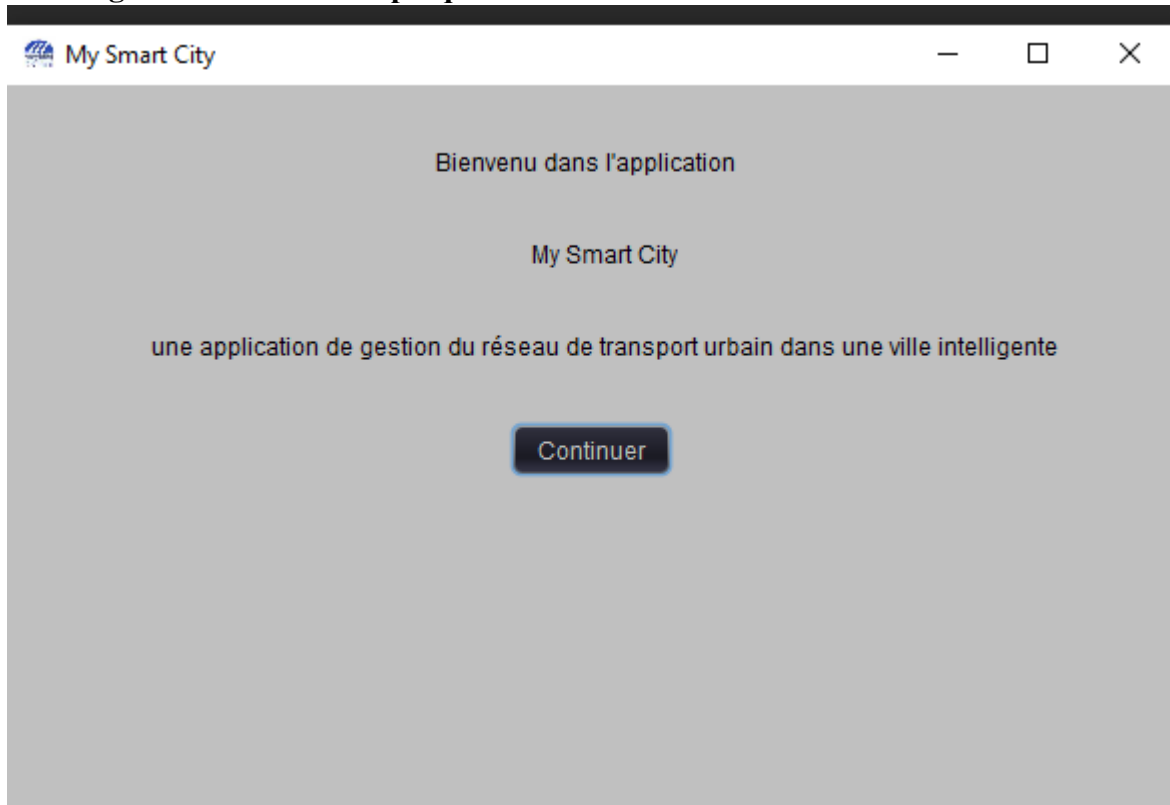 My Smart City
Bienvenu dans l'application
My Smart City
une application de gestion du réseau de transport urbain dans une ville intelligente
Continuer